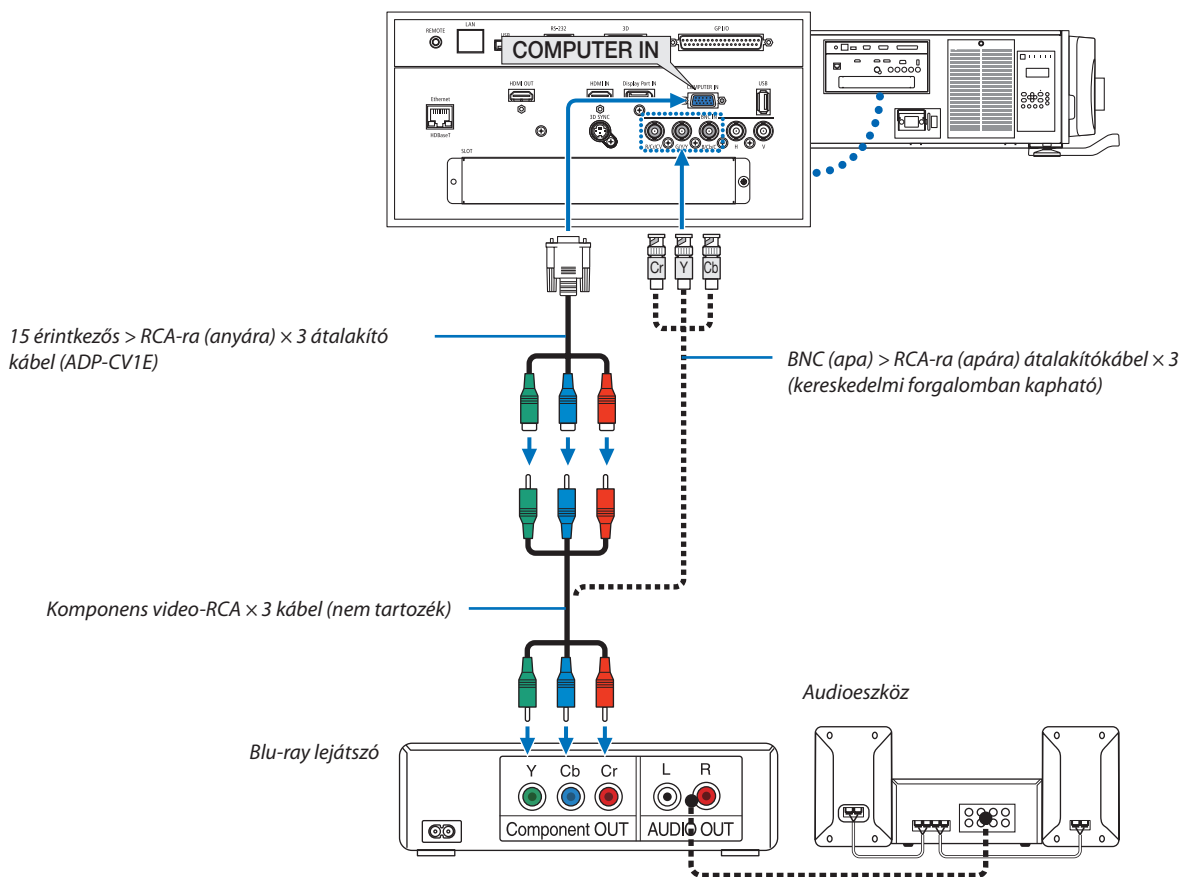 REMOTE
LAN
RS-232
3D
GPI/O
COMPUTER IN
HDMI OUT
HDMI IN
Display Port IN
COMPUTER IN
USB
Ethernet
HDBaseT
3D SYNC
H
V
SLOT
Cr
Y
Cb
15 érintkezős > RCA-ra (anyára) × 3 átalakító
kábel (ADP-CV1E)
BNC (apa) > RCA-ra (apára) átalakítókábel × 3
(kereskedelmi forgalomban kapható)
Komponens video-RCA × 3 kábel (nem tartozék)
Audioeszköz
Blu-ray lejátszó
Y
Cb
Cr
L
R
Component OUT
AUDIO OUT